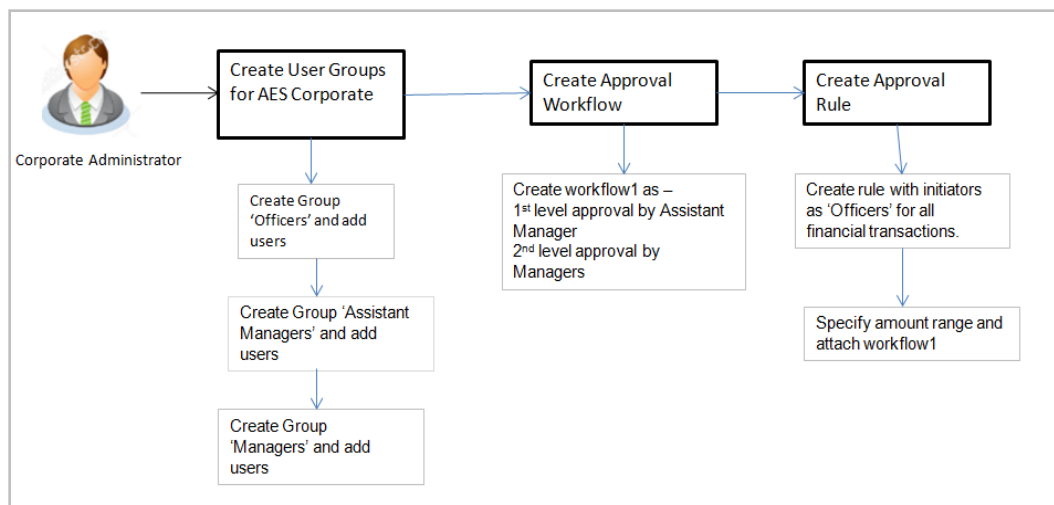 Corporate Administrator
Create User Groups
for AES Corporate
Create Group
‘Officers’ and add
users
Create Group ‘Assistant
Managers’ and add
users
Create Group
‘Managers’ and add
users
Create Approval
Workflow
Create workflow1 as –
1st level approval by Assistant
Manager
2nd level approval by
Managers
Create Approval
Rule
Create rule with initiators
as ‘Officers’ for all
financial transactions.
Specify amount range and
attach workflow1